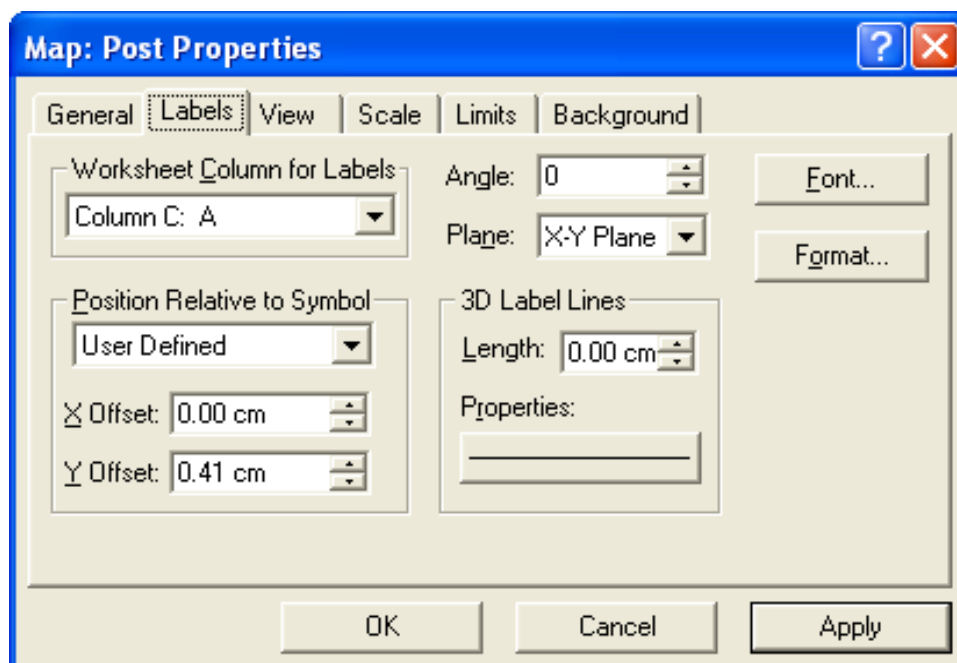 Map: Post Properties
General Labels View Scale Limits Background
Worksheet Column for Labels
Column C: A
Position Relative to Symbol
User Defined
X Offset: 0.00 cm
Y Offset: 0.41 cm
Angle: 0
Plane: X-Y Plane
3D Label Lines
Length: 0.00 cm
Properties:
Font...
Format...
OK Cancel Apply